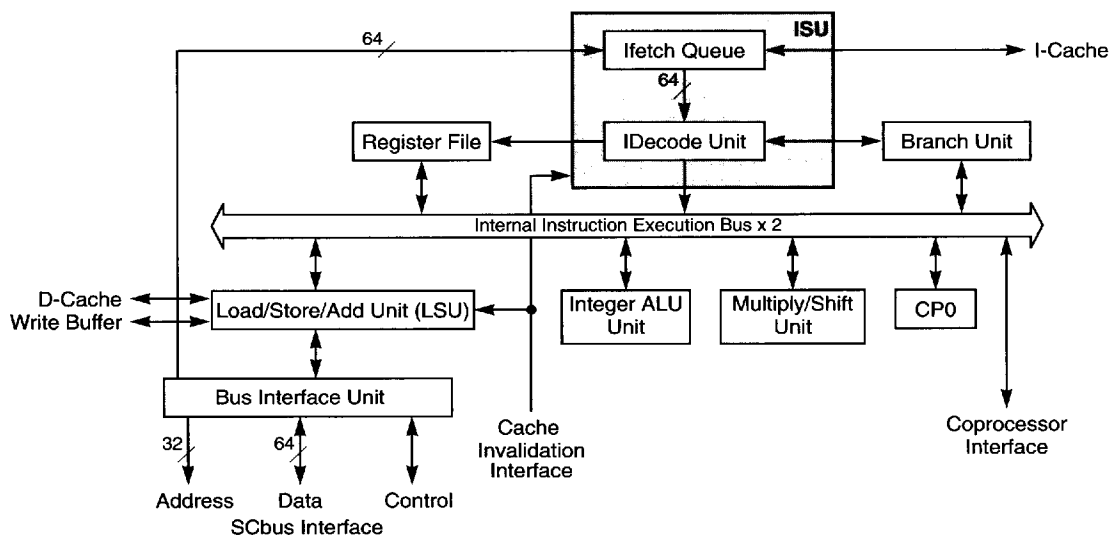 ISU
64
Ifetch Queue
I-Cache
64
Register File
IDecode Unit
Branch Unit
Internal Instruction Execution Bus x 2
D-Cache
Write Buffer
Load/Store/Add Unit (LSU)
Integer ALU
Unit
Multiply/Shift
Unit
CP0
Bus Interface Unit
32
64
Cache
Invalidation
Interface
Coprocessor
Interface
Address
Data
Control
SCbus Interface